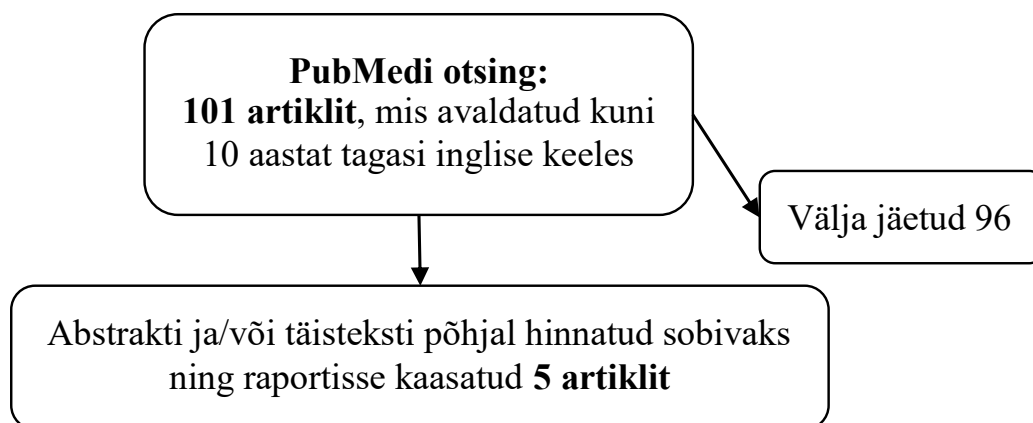 PubMedi otsing:
101 artiklit, mis avaldatud kuni
10 aastat tagasi inglise keeles
Välja jäetud 96
Abstrakti ja/või täisteksti põhjal hinnatud sobivaks
ning raportisse kaasatud 5 artiklit